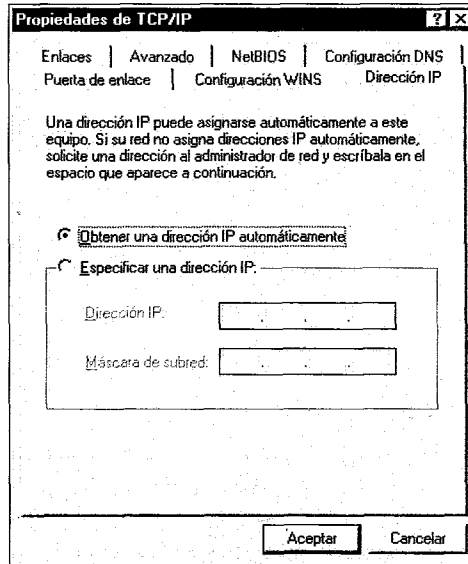 Propiedades de TCP/IP
Enlaces Avanzado NetBIOS Configuración DNS
Puerta de enlace Configuración WINS Dirección IP
Una dirección IP puede asignarse automáticamente a este
equipo. Si su red no asigna direcciones IP automáticamente,
solicite una dirección al administrador de red y escríbala en el
espacio que aparece a continuación.
Obtener una dirección IP automáticamente
Especificar una dirección IP:
Dirección IP:
Máscara de subred:
Aceptar Cancelar